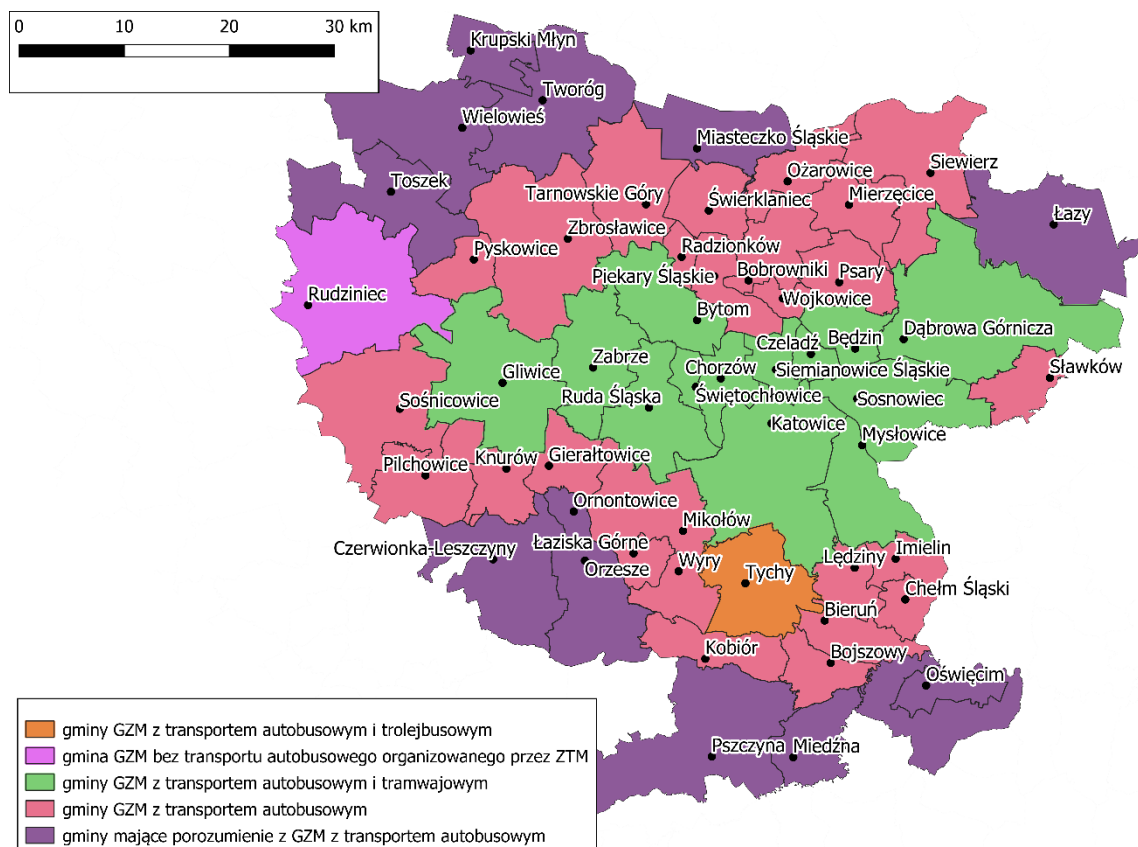 0 10 20 30 km
Krupski Młyn
Tworóg
Wielowieś
Miasteczko Śląskie
Ożarowice
Siewierz
Toszek
Tarnowskie Góry
Świerklaniec
Mierzęcice
Łazy
Zbrosławice
Radzionków
Pyskowice
Piekary Śląskie
Bobrowniki
Psary
Rudziniec
Wojkowice
Bytom
Czeladź
Będzin
Dąbrowa Górnicza
Zabrze
Chorzów
Siemianowice Śląskie
Sławków
Gliwice
Ruda Śląska
Świętochłowice
Sosnowiec
Sośnicowice
Katowice
Mysłowice
Pilchowice
Knurów
Gierałtowice
Ornontowice
Mikołów
Czerwionka-Leszczyny
Łaziska Górne
Lędziny
Imielin
Orzesze
Wyry
Tychy
Chełm Śląski
Bieruń
Kobiór
Bojszowy
Oświęcim
Pszczyna
Miedźna
gminy GZM z transportem autobusowym i trolejbusowym
gmina GZM bez transportu autobusowego organizowanego przez ZTM
gminy GZM z transportem autobusowym i tramwajowym
gminy GZM z transportem autobusowym
gminy mające porozumienie z GZM z transportem autobusowym